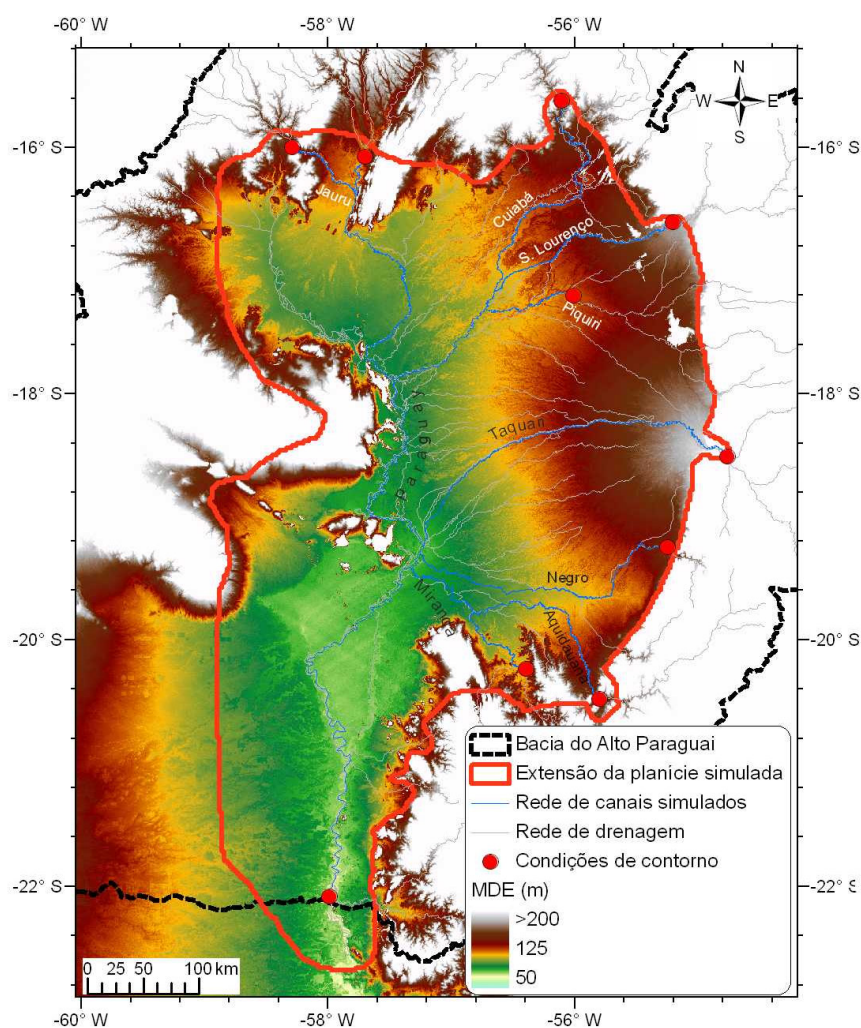 -60° W
-58° W
-56° W
N
W
E
S
-16° S
-16° S
Jauru
Cuiabá
S. Lourenço
Piquiri
-18° S
-18° S
Taquari
Negro
Miranda
Aquidauana
-20° S
-20° S
Bacia do Alto Paraguai
Extensão da planície simulada
Rede de canais simulados
Rede de drenagem
Condições de contorno
MDE (m)
>200
125
50
-22° S
-22° S
0 25 50 100 km
-60° W
-58° W
-56° W